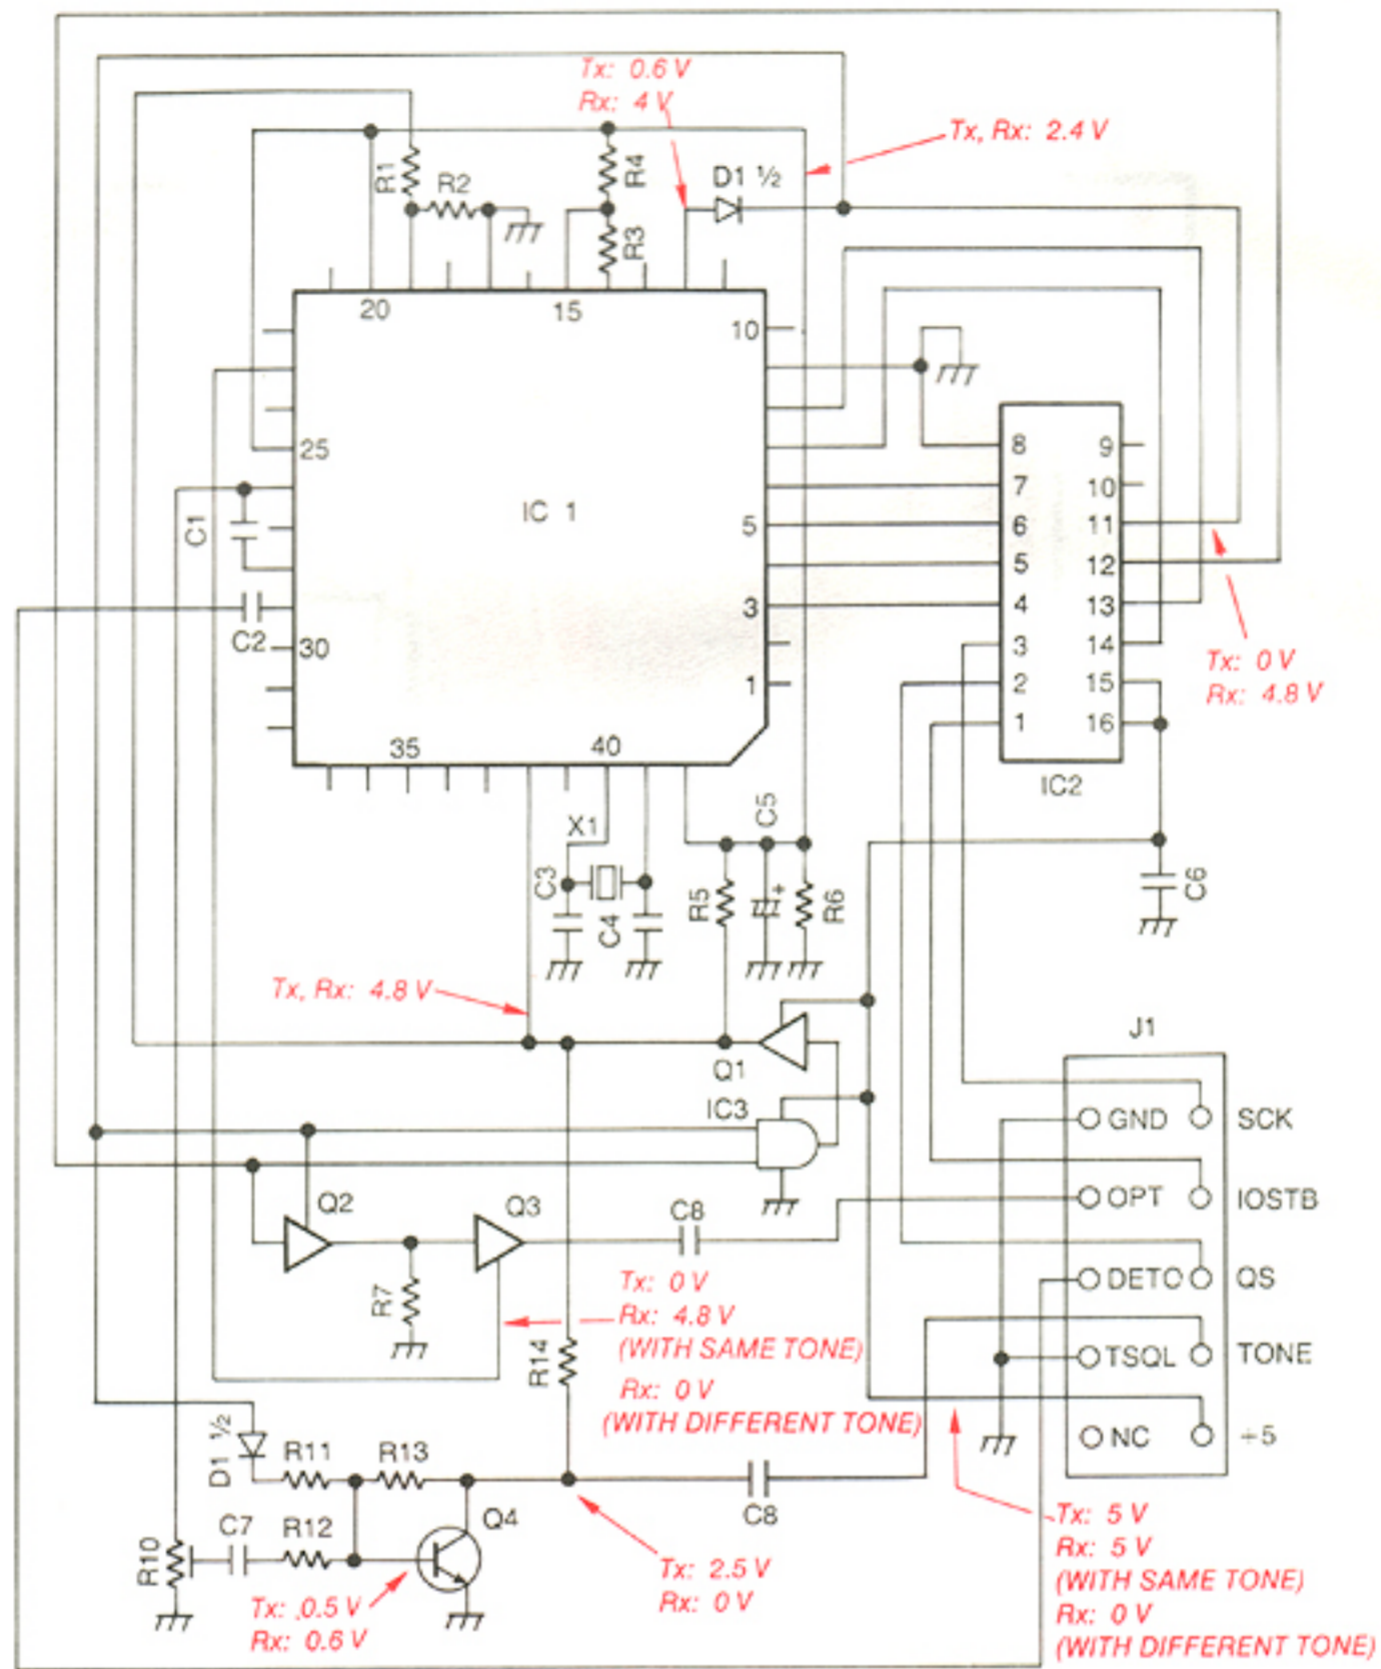 Tx: 0.6 V
Rx: 4 V
Tx, Rx: 2.4 V
R1
R2
R4
R3
D1 ½
20
15
10
25
5
3
30
1
35
40
IC 1
C1
C2
8
7
6
5
4
3
2
1
9
10
11
12
13
14
15
16
IC2
Tx: 0 V
Rx: 4.8 V
X1
C3
C4
R5
C5
+
R6
C6
Tx, Rx: 4.8 V
Q1
IC3
J1
GND
SCK
OPT
IOSTB
DETO
QS
TSQL
TONE
NC
+5
Q2
Q3
C8
R7
Tx: 0 V
Rx: 4.8 V
(WITH SAME TONE)
Rx: 0 V
(WITH DIFFERENT TONE)
R14
D1 ½
R11
R13
Q4
C8
R10
C7
R12
Tx: .0.5 V
Rx: 0.6 V
Tx: 2.5 V
Rx: 0 V
Tx: 5 V
Rx: 5 V
(WITH SAME TONE)
Rx: 0 V
(WITH DIFFERENT TONE)